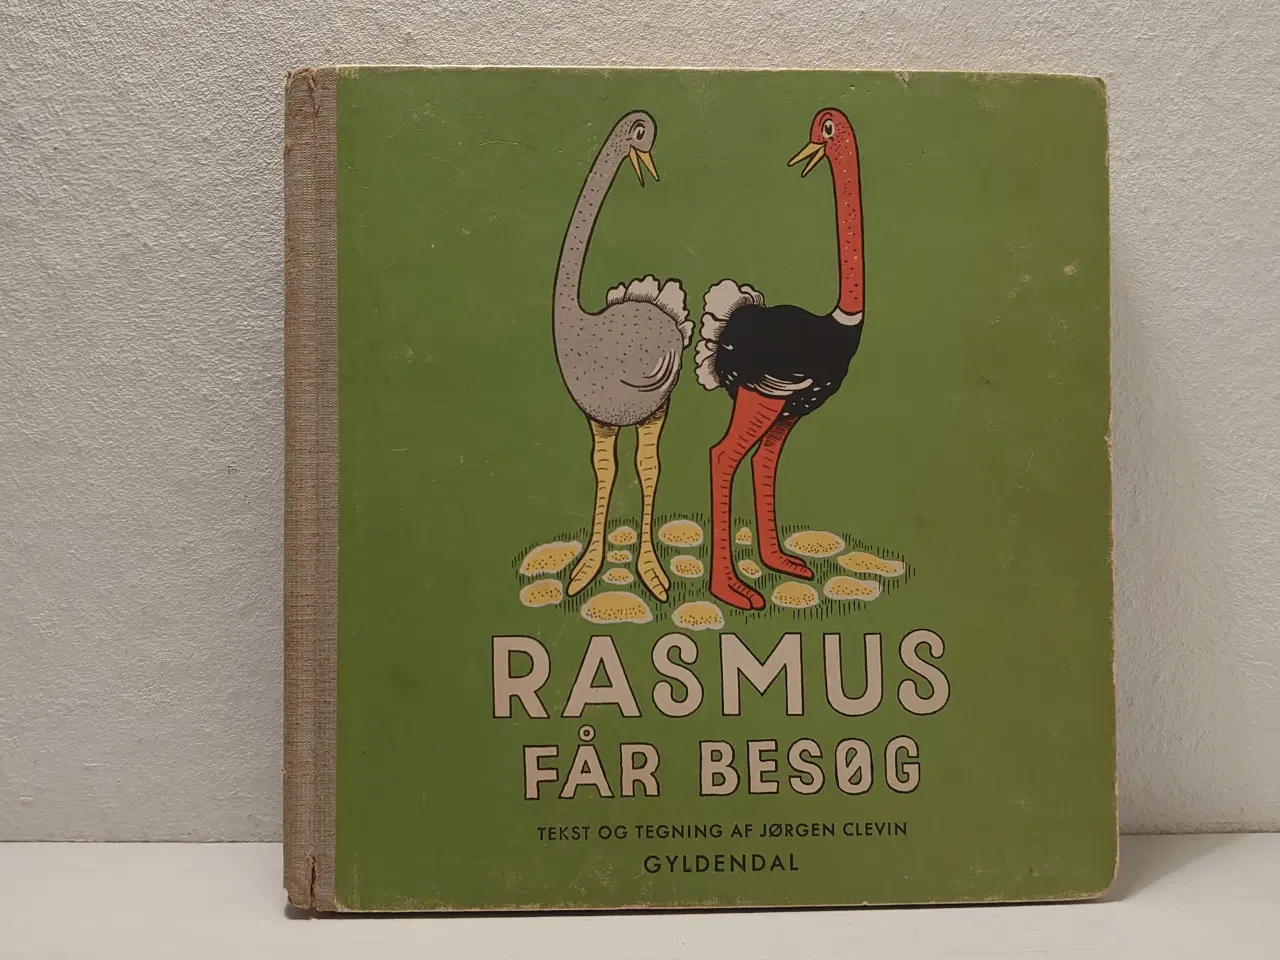 RASMUS
FÅR BESØG
TEKST OG TEGNING AF JØRGEN CLEVIN
GYLDENDAL